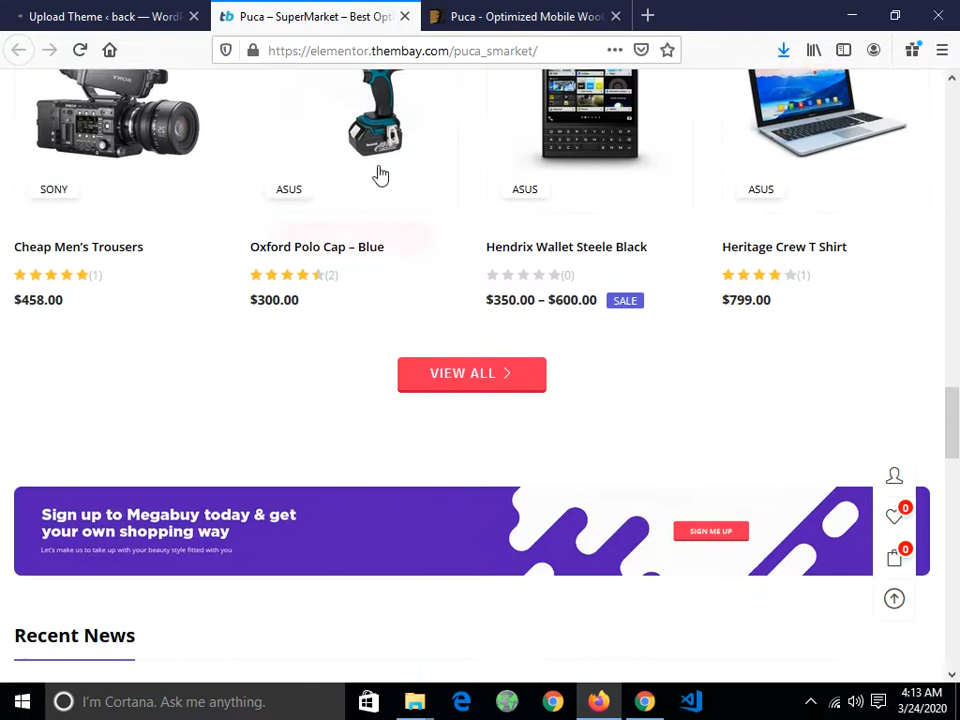 Upload Theme ‹ back — WordP
Puca – SuperMarket – Best Opti
Puca - Optimized Mobile WooC
https://elementor.thembay.com/puca_smarket/
SONY
ASUS
ASUS
ASUS
Cheap Men's Trousers
Oxford Polo Cap – Blue
Hendrix Wallet Steele Black
Heritage Crew T Shirt
(1)
(2)
(0)
(1)
$458.00
$300.00
$350.00 – $600.00 SALE
$799.00
VIEW ALL
Sign up to Megabuy today & get
your own shopping way
Let's make us to take up with your beauty style fitted with you
SIGN ME UP
0
0
Recent News
I'm Cortana. Ask me anything.
4:13 AM
3/24/2020